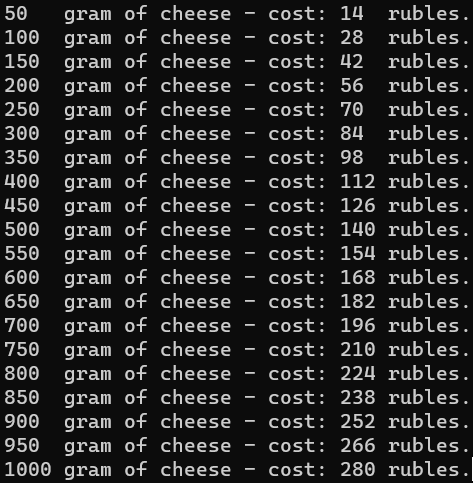 50   gram of cheese - cost: 14  rubles.
100  gram of cheese - cost: 28  rubles.
150  gram of cheese - cost: 42  rubles.
200  gram of cheese - cost: 56  rubles.
250  gram of cheese - cost: 70  rubles.
300  gram of cheese - cost: 84  rubles.
350  gram of cheese - cost: 98  rubles.
400  gram of cheese - cost: 112 rubles.
450  gram of cheese - cost: 126 rubles.
500  gram of cheese - cost: 140 rubles.
550  gram of cheese - cost: 154 rubles.
600  gram of cheese - cost: 168 rubles.
650  gram of cheese - cost: 182 rubles.
700  gram of cheese - cost: 196 rubles.
750  gram of cheese - cost: 210 rubles.
800  gram of cheese - cost: 224 rubles.
850  gram of cheese - cost: 238 rubles.
900  gram of cheese - cost: 252 rubles.
950  gram of cheese - cost: 266 rubles.
1000 gram of cheese - cost: 280 rubles.